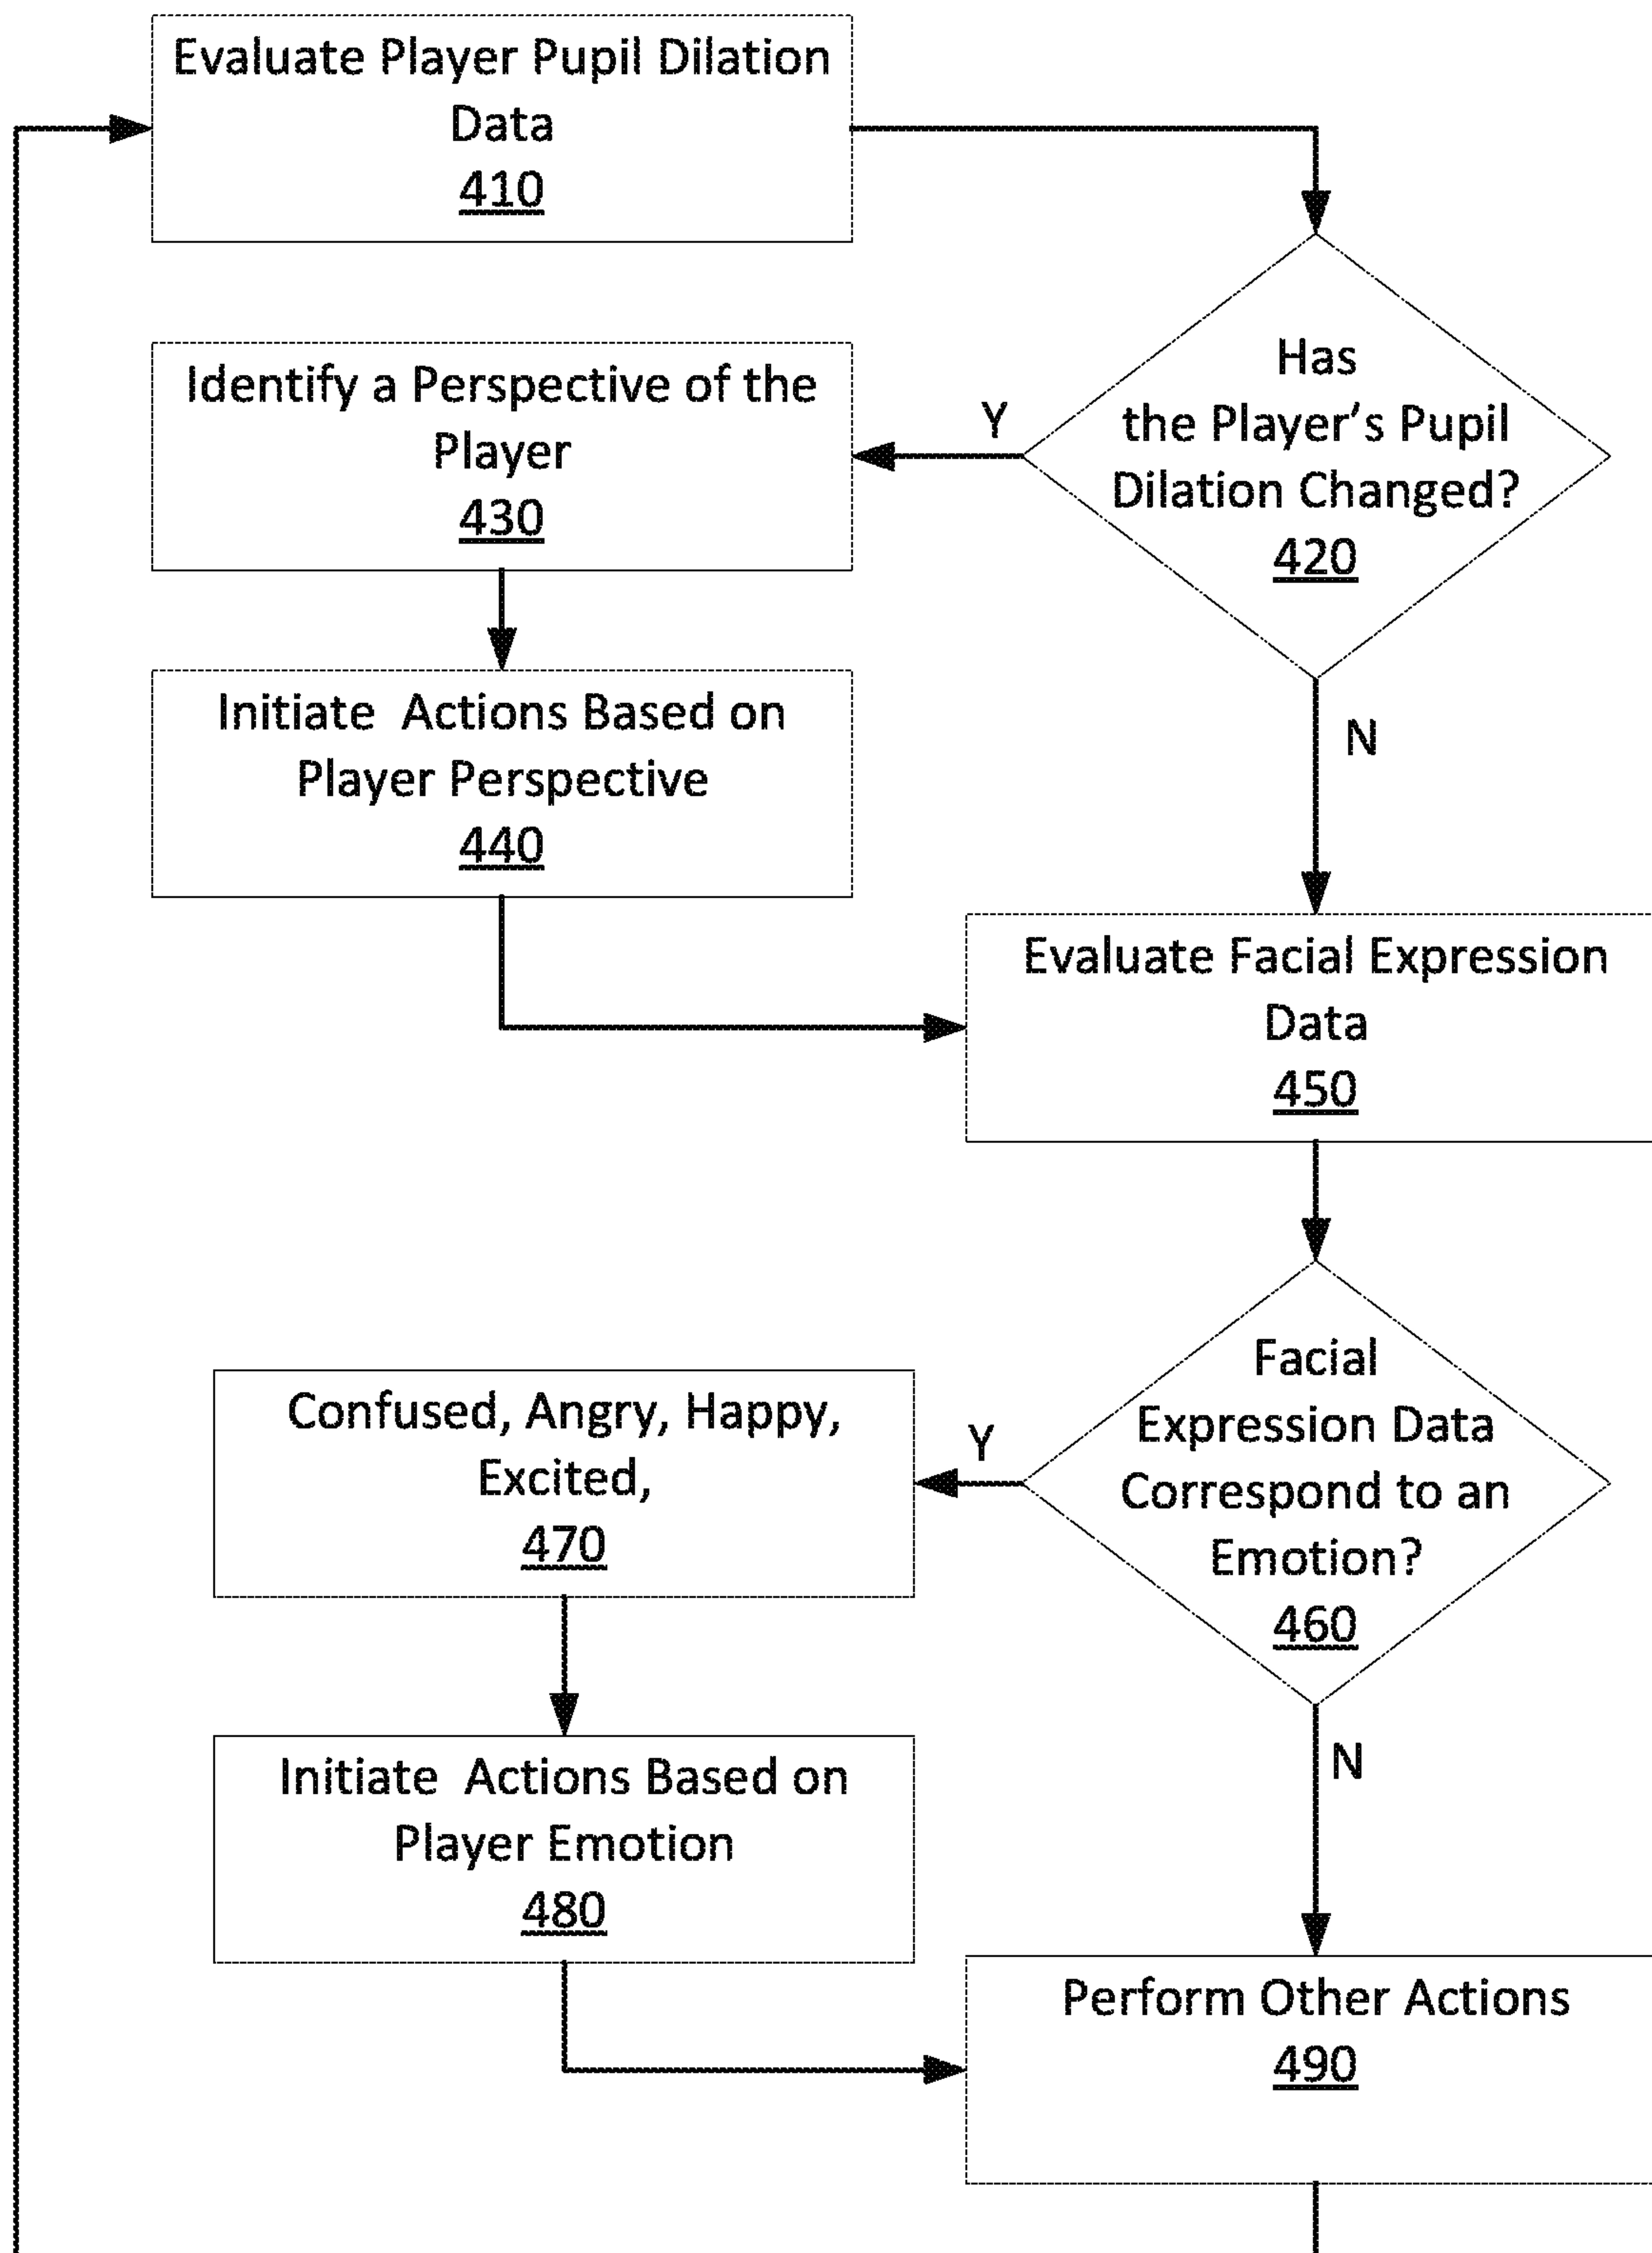 Evaluate Player Pupil Dilation
Data
410
Has
the Player's Pupil
Dilation Changed?
420
Y
N
Identify a Perspective of the
Player
430
Initiate  Actions Based on
Player Perspective
440
Evaluate Facial Expression
Data
450
Facial
Expression Data
Correspond to an
Emotion?
460
Y
N
Confused, Angry, Happy,
Excited,
470
Initiate  Actions Based on
Player Emotion
480
Perform Other Actions
490